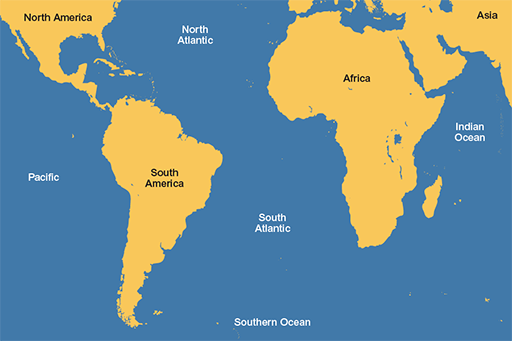 North America
Asia
North
Atlantic
Africa
Indian
Ocean
Pacific
South
America
South
Atlantic
Southern Ocean